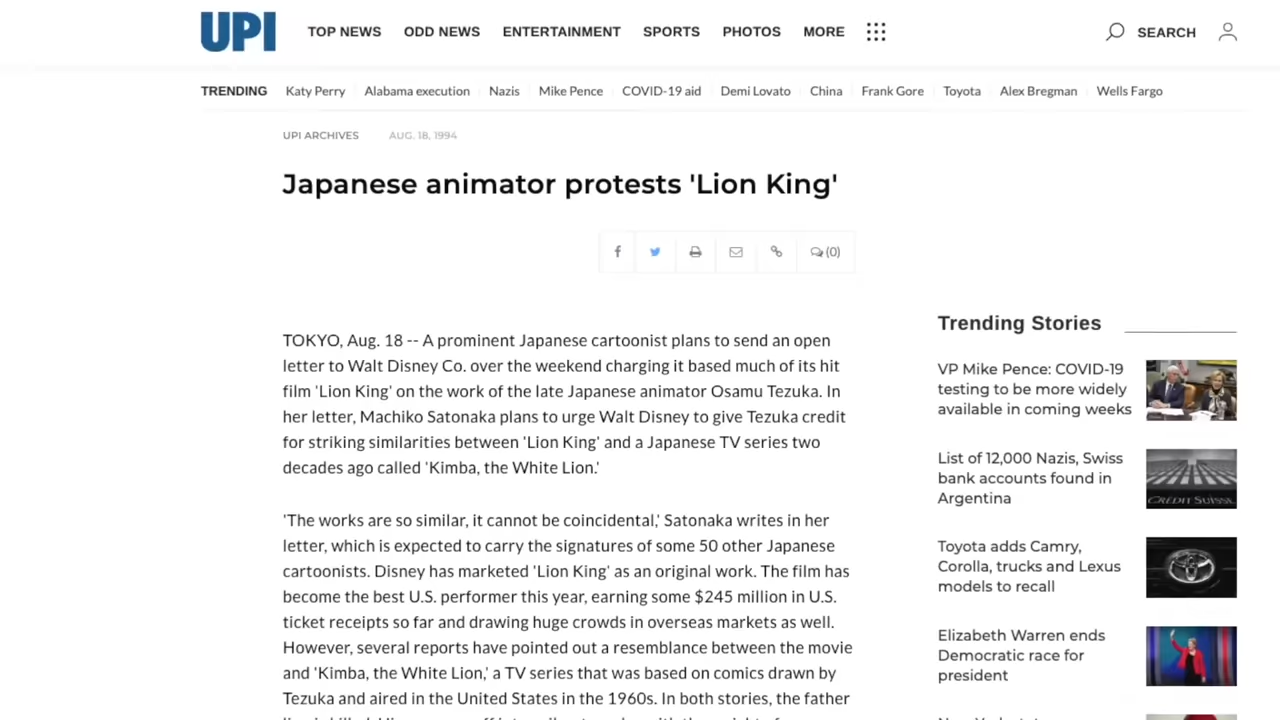 UPI
TOP NEWS ODD NEWS ENTERTAINMENT SPORTS PHOTOS MORE SEARCH
TRENDING Katy Perry Alabama execution Nazis Mike Pence COVID-19 aid Demi Lovato China Frank Gore Toyota Alex Bregman Wells Fargo
UPI ARCHIVES AUG. 18, 1994
Japanese animator protests 'Lion King'
(0)
TOKYO, Aug. 18 -- A prominent Japanese cartoonist plans to send an open
letter to Walt Disney Co. over the weekend charging it based much of its hit
film 'Lion King' on the work of the late Japanese animator Osamu Tezuka. In
her letter, Machiko Satonaka plans to urge Walt Disney to give Tezuka credit
for striking similarities between 'Lion King' and a Japanese TV series two
decades ago called 'Kimba, the White Lion.'
'The works are so similar, it cannot be coincidental,' Satonaka writes in her
letter, which is expected to carry the signatures of some 50 other Japanese
cartoonists. Disney has marketed 'Lion King' as an original work. The film has
become the best U.S. performer this year, earning some $245 million in U.S.
ticket receipts so far and drawing huge crowds in overseas markets as well.
However, several reports have pointed out a resemblance between the movie
and 'Kimba, the White Lion,' a TV series that was based on comics drawn by
Tezuka and aired in the United States in the 1960s. In both stories, the father
Trending Stories
VP Mike Pence: COVID-19
testing to be more widely
available in coming weeks
List of 12,000 Nazis, Swiss
bank accounts found in
Argentina
CREDIT SUISSE
Toyota adds Camry,
Corolla, trucks and Lexus
models to recall
Elizabeth Warren ends
Democratic race for
president